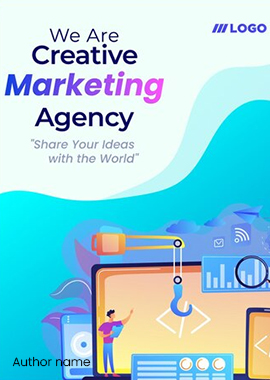 LOGO
We Are
Creative
Marketing
Agency
"Share Your Ideas
with the World"
</>
Author name